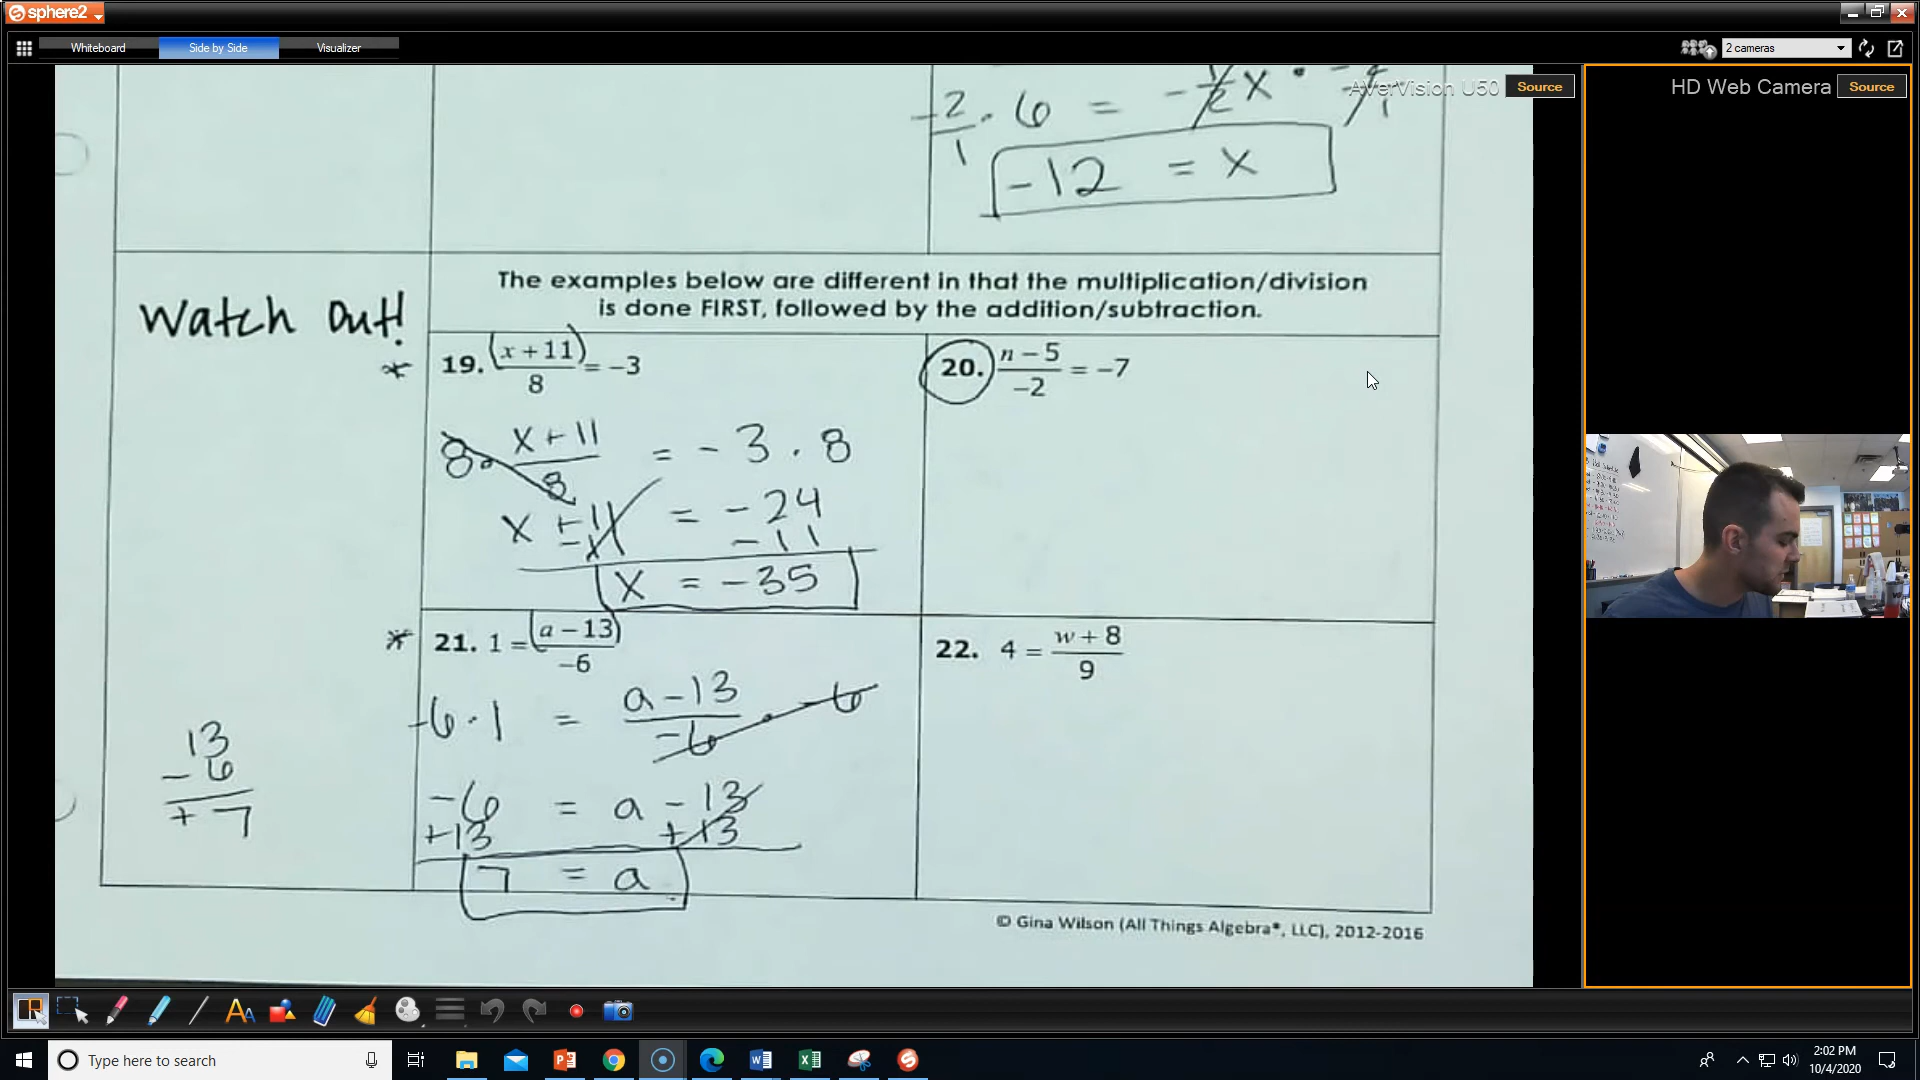 sphere2
Whiteboard
Side by Side
Visualizer
2 cameras
AVerVision U50
Source
HD Web Camera
Source
-2/1 · 6 = -1/2 x ·
-12 = x
The examples below are different in that the multiplication/division
is done FIRST, followed by the addition/subtraction.
Watch Out!
* 19. (x + 11)/8 = -3
8 · x + 11/8 = -3 · 8
x + 11 = -24
-11 -11
x = -35
20. n - 5/-2 = -7
* 21. 1 = (a - 13)/-6
-6 · 1 = a - 13/-6 · -6
-6 = a - 13
+13 +13
7 = a
13
- 6
+ 7
22. 4 = w + 8/9
© Gina Wilson (All Things Algebra®, LLC), 2012-2016
Type here to search
2:02 PM
10/4/2020